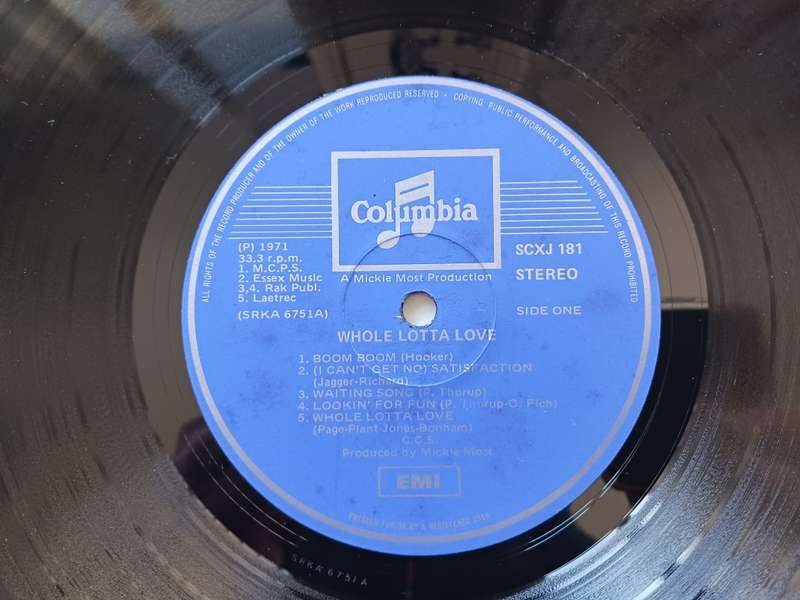 ALL RIGHTS OF THE RECORD PRODUCER AND OF THE OWNER OF THE WORK REPRODUCED RESERVED • COPYING, PUBLIC PERFORMANCE AND BROADCASTING OF THIS RECORD PROHIBITED
Columbia
(P) 1971
33.3 r.p.m.
1. M.C.P.S.
2. Essex Music
3,4. Rak Publ.
5. Laetrec
(SRKA 6751A)
SCXJ 181
STEREO
SIDE ONE
A Mickie Most Production
WHOLE LOTTA LOVE
1. BOOM BOOM (Hooker)
2. (I CAN'T GET NO) SATISFACTION
(Jagger-Richard)
3. WAITING SONG (P. Thorup)
4. LOOKIN' FOR FUN (P. Thorup-O. Fich)
5. WHOLE LOTTA LOVE
(Page-Plant-Jones-Bonham)
C.C.S.
Produced by Mickie Most
EMI
BY A REGISTERED USER
SRKA 6751 A